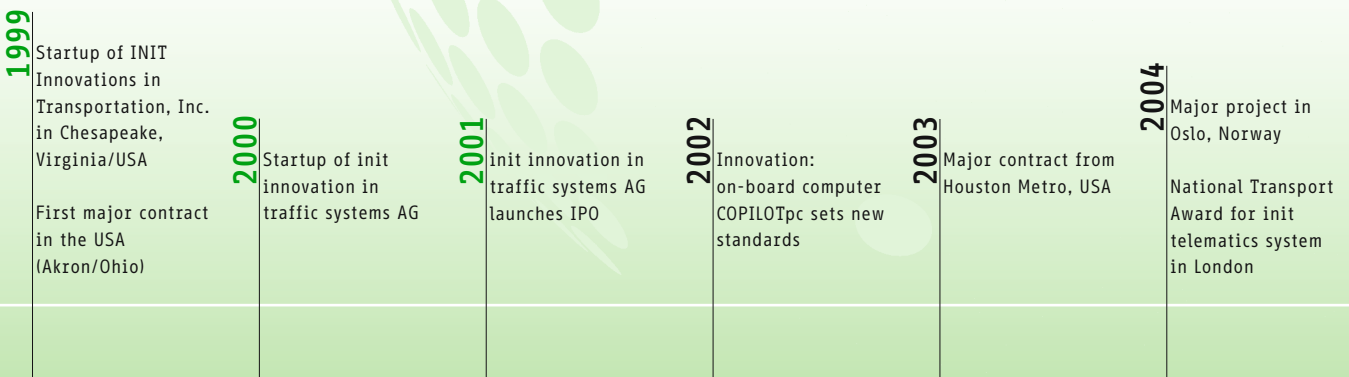 1999
Startup of INIT
Innovations in
Transportation, Inc.
in Chesapeake,
Virginia/USA
First major contract
in the USA
(Akron/Ohio)
2000
Startup of init
innovation in
traffic systems AG
2001
init innovation in
traffic systems AG
launches IPO
2002
Innovation:
on-board computer
COPILOTpc sets new
standards
2003
Major contract from
Houston Metro, USA
2004
Major project in
Oslo, Norway
National Transport
Award for init
telematics system
in London